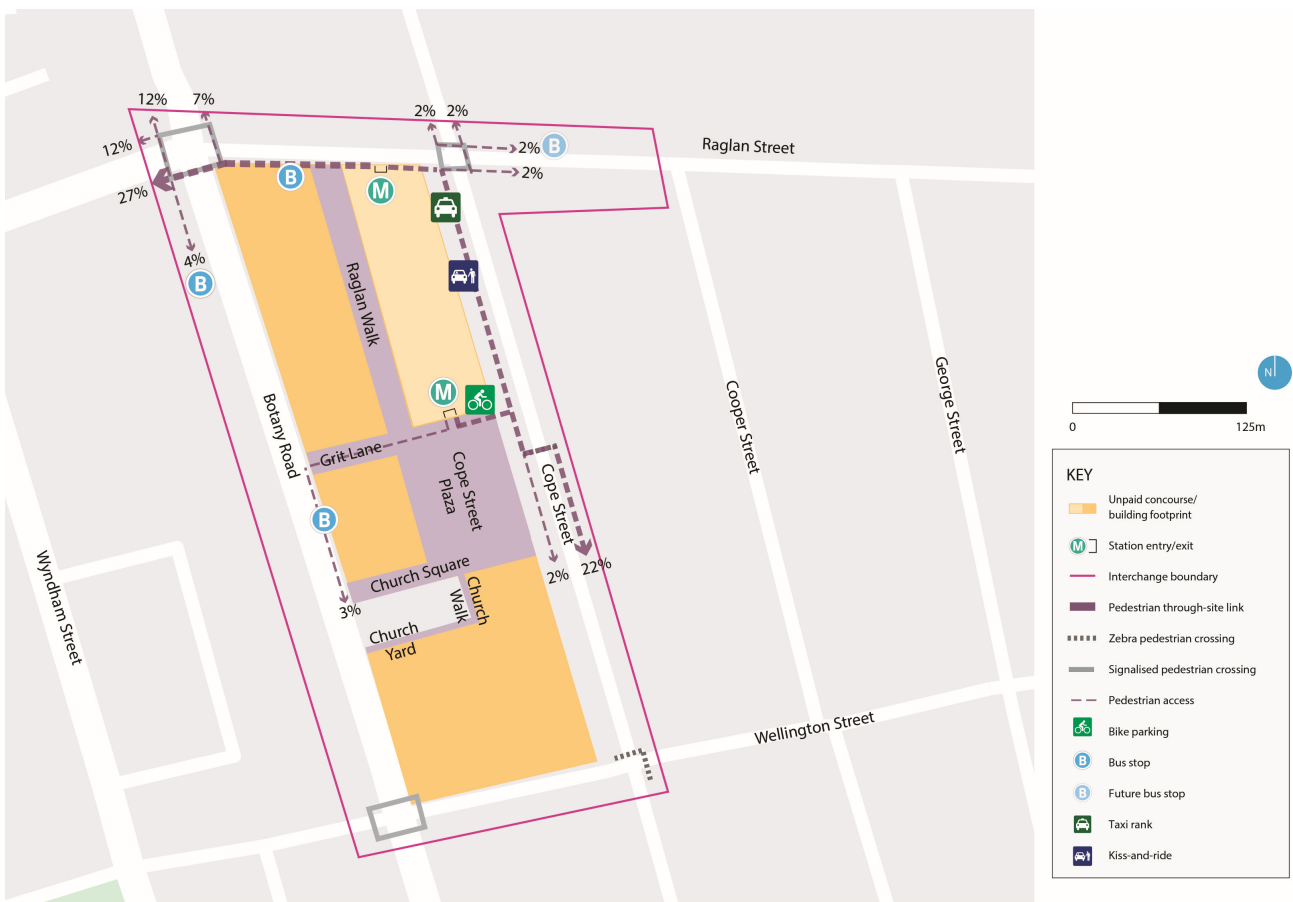 12%
7%
2%
2%
12%
2%
B
Raglan Street
2%
27%
B
M
4%
B
Raglan Walk
M
N
Botany Road
Cooper Street
George Street
0
125m
Grit Lane
Cope Street
Plaza
Cope Street
B
Wyndham Street
Church Square
2%
22%
3%
Church
Walk
Church
Yard
Wellington Street
KEY
Unpaid concourse/
building footprint
M
Station entry/exit
Interchange boundary
Pedestrian through-site link
Zebra pedestrian crossing
Signalised pedestrian crossing
Pedestrian access
Bike parking
B
Bus stop
B
Future bus stop
Taxi rank
Kiss-and-ride